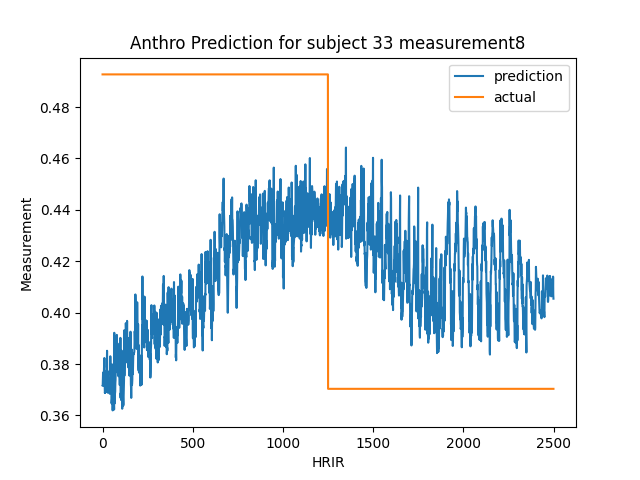 Anthro Prediction for subject 33 measurement8
prediction
actual
Measurement
0.48
0.46
0.44
0.42
0.40
0.38
0.36
0
500
1000
1500
2000
2500
HRIR